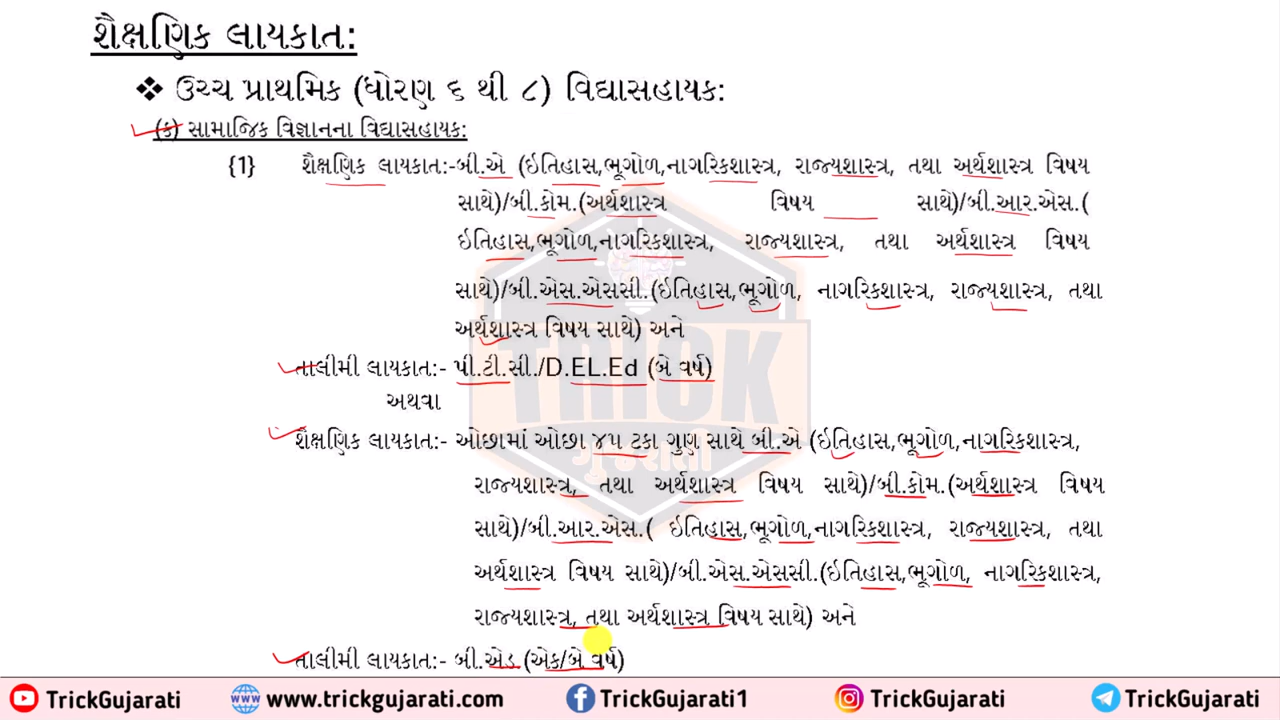 શૈક્ષણિક લાયકાત:
❖ ઉચ્ચ પ્રાથમિક (ધોરણ ૬ થી ૮) વિદ્યાસહાયક:
(ક) સામાજિક વિજ્ઞાનના વિદ્યાસહાયક:
{1} શૈક્ષણિક લાયકાત:-બી.એ (ઇતિહાસ,ભૂગોળ,નાગરિકશાસ્ત્ર, રાજ્યશાસ્ત્ર, તથા અર્થશાસ્ત્ર વિષય
સાથે)/બી.કોમ.(અર્થશાસ્ત્ર વિષય સાથે)/બી.આર.એસ.(
ઇતિહાસ,ભૂગોળ,નાગરિકશાસ્ત્ર, રાજ્યશાસ્ત્ર, તથા અર્થશાસ્ત્ર વિષય
સાથે)/બી.એસ.એસસી.(ઇતિહાસ,ભૂગોળ, નાગરિકશાસ્ત્ર, રાજ્યશાસ્ત્ર, તથા
અર્થશાસ્ત્ર વિષય સાથે) અને
તાલીમી લાયકાત:- પી.ટી.સી./D.EL.Ed (બે વર્ષ)
અથવા
શૈક્ષણિક લાયકાત:- ઓછામાં ઓછા ૪૫ ટકા ગુણ સાથે બી.એ (ઇતિહાસ,ભૂગોળ,નાગરિકશાસ્ત્ર,
રાજ્યશાસ્ત્ર, તથા અર્થશાસ્ત્ર વિષય સાથે)/બી.કોમ.(અર્થશાસ્ત્ર વિષય
સાથે)/બી.આર.એસ.( ઇતિહાસ,ભૂગોળ,નાગરિકશાસ્ત્ર, રાજ્યશાસ્ત્ર, તથા
અર્થશાસ્ત્ર વિષય સાથે)/બી.એસ.એસસી.(ઇતિહાસ,ભૂગોળ, નાગરિકશાસ્ત્ર,
રાજ્યશાસ્ત્ર, તથા અર્થશાસ્ત્ર વિષય સાથે) અને
તાલીમી લાયકાત:- બી.એડ (એક/બે વર્ષ)
TRICK
ગુજરાતી
TrickGujarati www.trickgujarati.com TrickGujarati1 TrickGujarati TrickGujarati